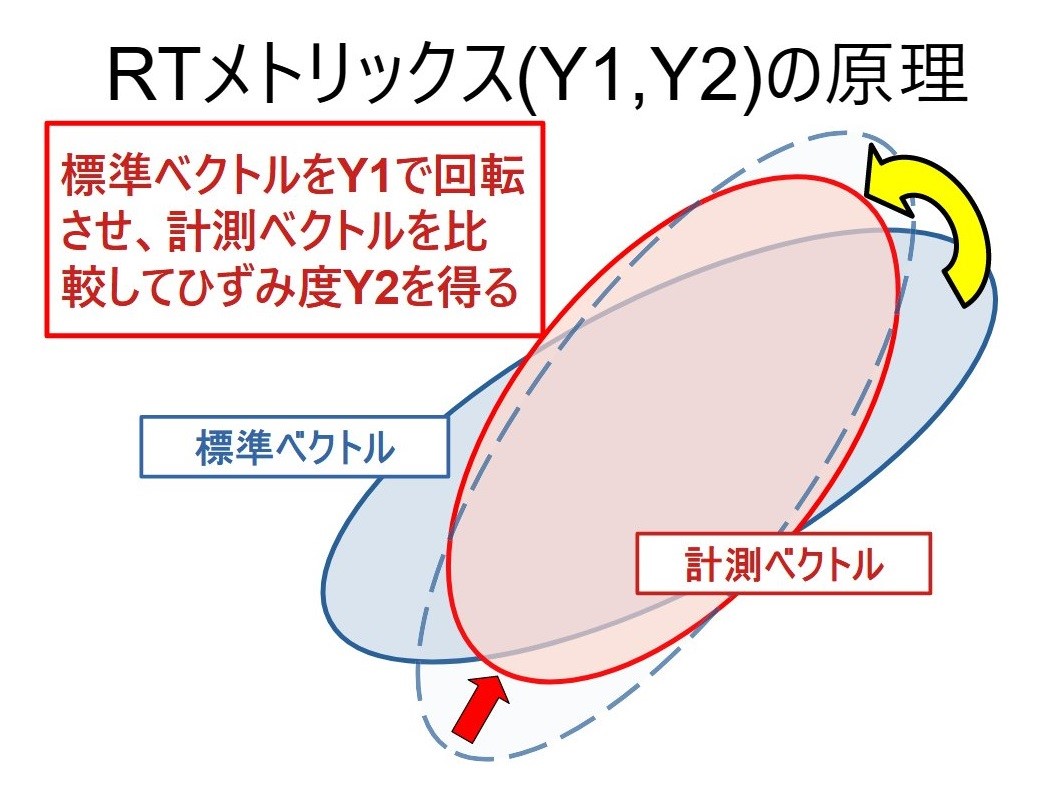 RTメトリックス(Y1,Y2)の原理
標準ベクトルをY1で回転
させ、計測ベクトルを比
較してひずみ度Y2を得る
標準ベクトル
計測ベクトル